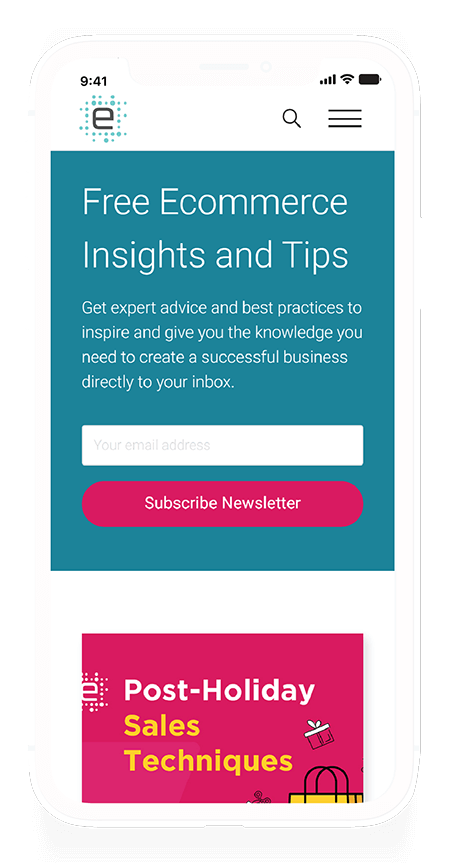 9:41
e
Free Ecommerce
Insights and Tips
Get expert advice and best practices to
inspire and give you the knowledge you
need to create a successful business
directly to your inbox.
Your email address
Subscribe Newsletter
e
Post-Holiday
Sales
Techniques